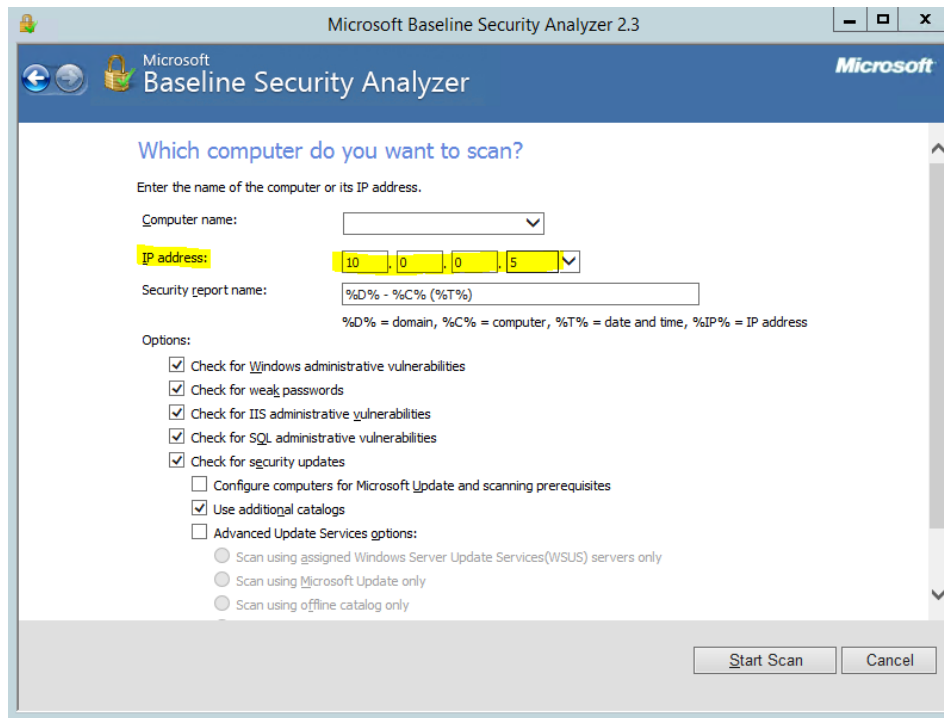 Microsoft Baseline Security Analyzer 2.3
Microsoft
Baseline Security Analyzer
Microsoft
Which computer do you want to scan?
Enter the name of the computer or its IP address.
Computer name:
IP address: 10 . 0 . 0 . 5
Security report name: %D% - %C% (%T%)
%D% = domain, %C% = computer, %T% = date and time, %IP% = IP address
Options:
Check for Windows administrative vulnerabilities
Check for weak passwords
Check for IIS administrative vulnerabilities
Check for SQL administrative vulnerabilities
Check for security updates
Configure computers for Microsoft Update and scanning prerequisites
Use additional catalogs
Advanced Update Services options:
Scan using assigned Windows Server Update Services(WSUS) servers only
Scan using Microsoft Update only
Scan using offline catalog only
Start Scan Cancel